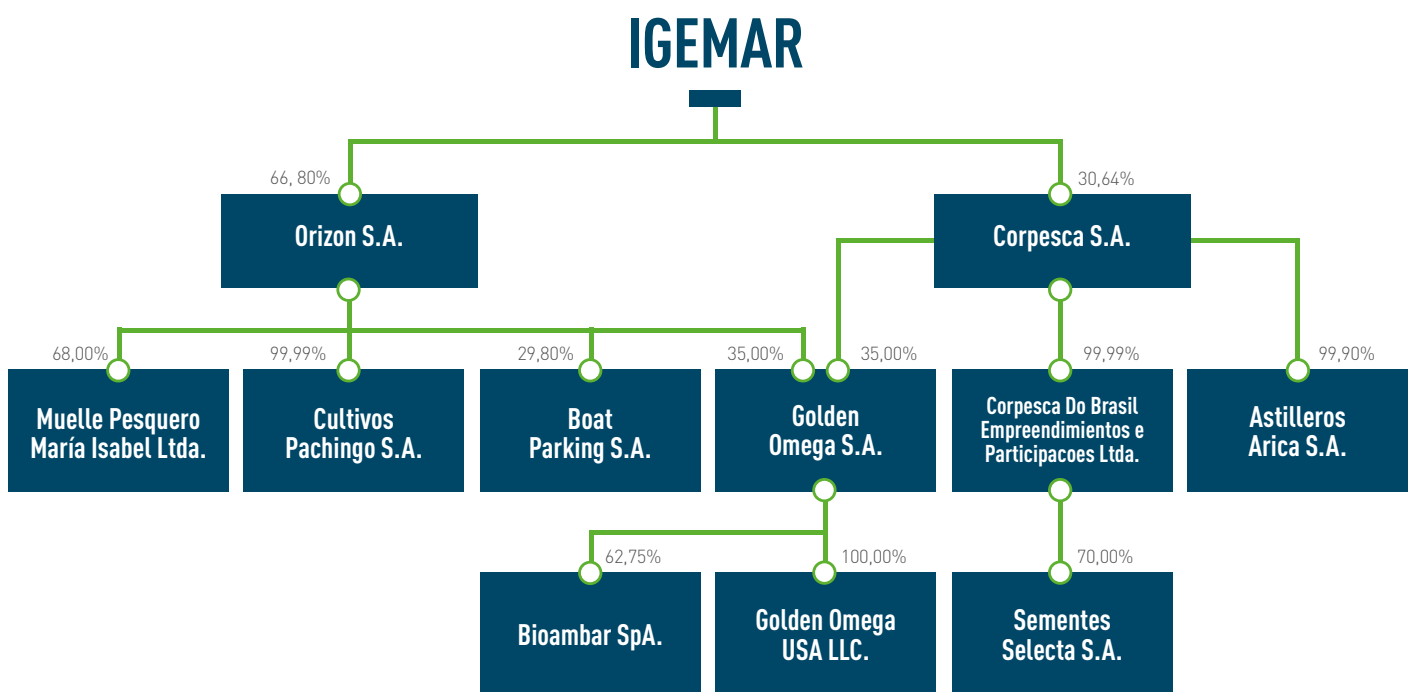 IGEMAR
66, 80%
30,64%
Orizon S.A.
Corpesca S.A.
68,00%
99,99%
29,80%
35,00%
35,00%
99,99%
99,90%
Muelle Pesquero
María Isabel Ltda.
Cultivos
Pachingo S.A.
Boat
Parking S.A.
Golden
Omega S.A.
Corpesca Do Brasil
Empreendimientos e
Participacoes Ltda.
Astilleros
Arica S.A.
62,75%
100,00%
70,00%
Bioambar SpA.
Golden Omega
USA LLC.
Sementes
Selecta S.A.